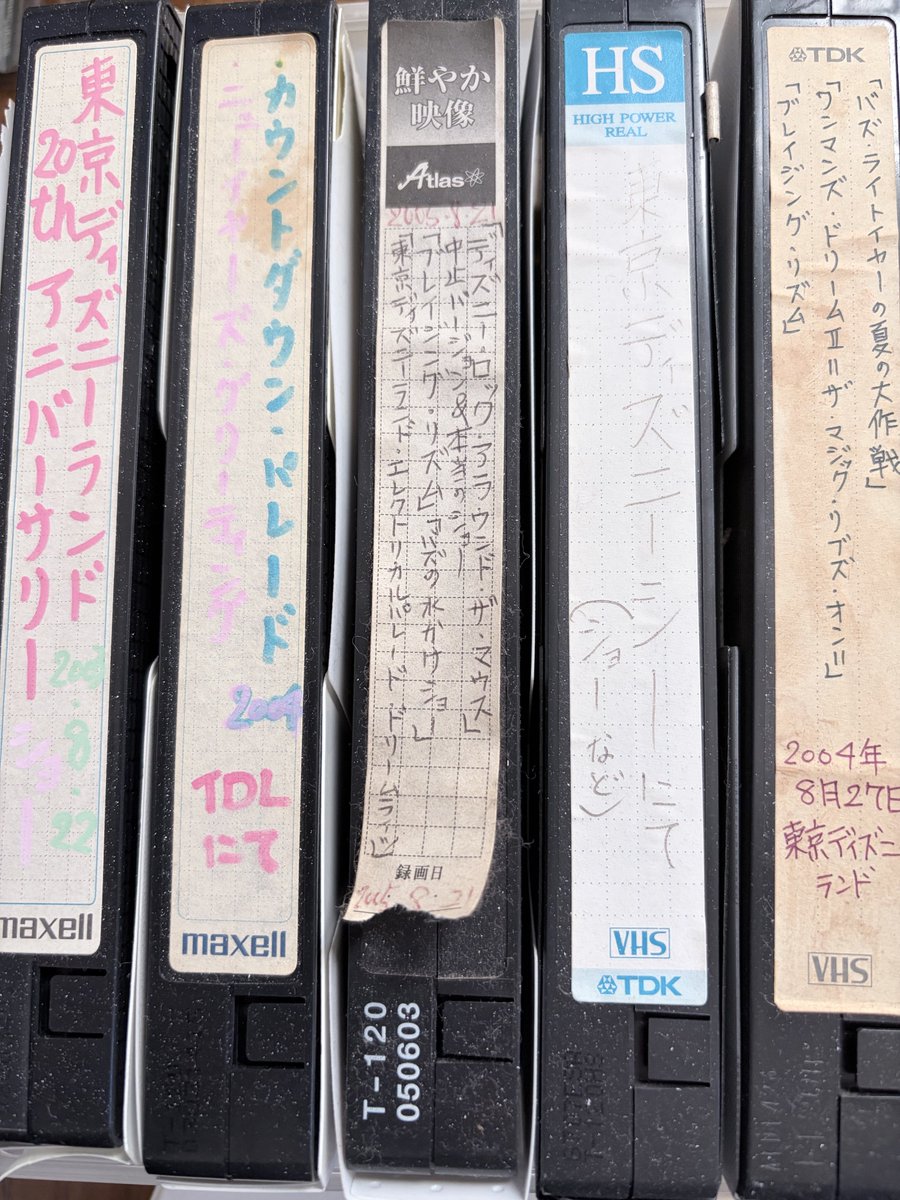 東京ディズニーランド
20th アニバーサリー
ショー
2003・8・22
maxell
・カウントダウン・パレード
・ニューイヤーズ・グリーティング
2004
TDL
にて
maxell
鮮やか
映像
Atlas
2005・8・21
「ディズニー・ロック・アラウンド・ザ・マウス」
中止バージョン&本当のショー
「ブレイジング・リズム」「バズの水かけショー」
「東京ディズニーランド・エレクトリカルパレード・ドリームライツ」
録画日
2005・8・21
T-120
050603
HS
HIGH POWER
REAL
東京ディズニーシーにて
(ショーなど)
VHS
TDK
TDK
「バズ・ライトイヤーの夏の大作戦」
「ワンマンズ・ドリームⅡ=ザ マジック・リブズ・オン」
「ブレイジング・リズム」
2004年
8月27日
東京ディズニ
ランド
VHS